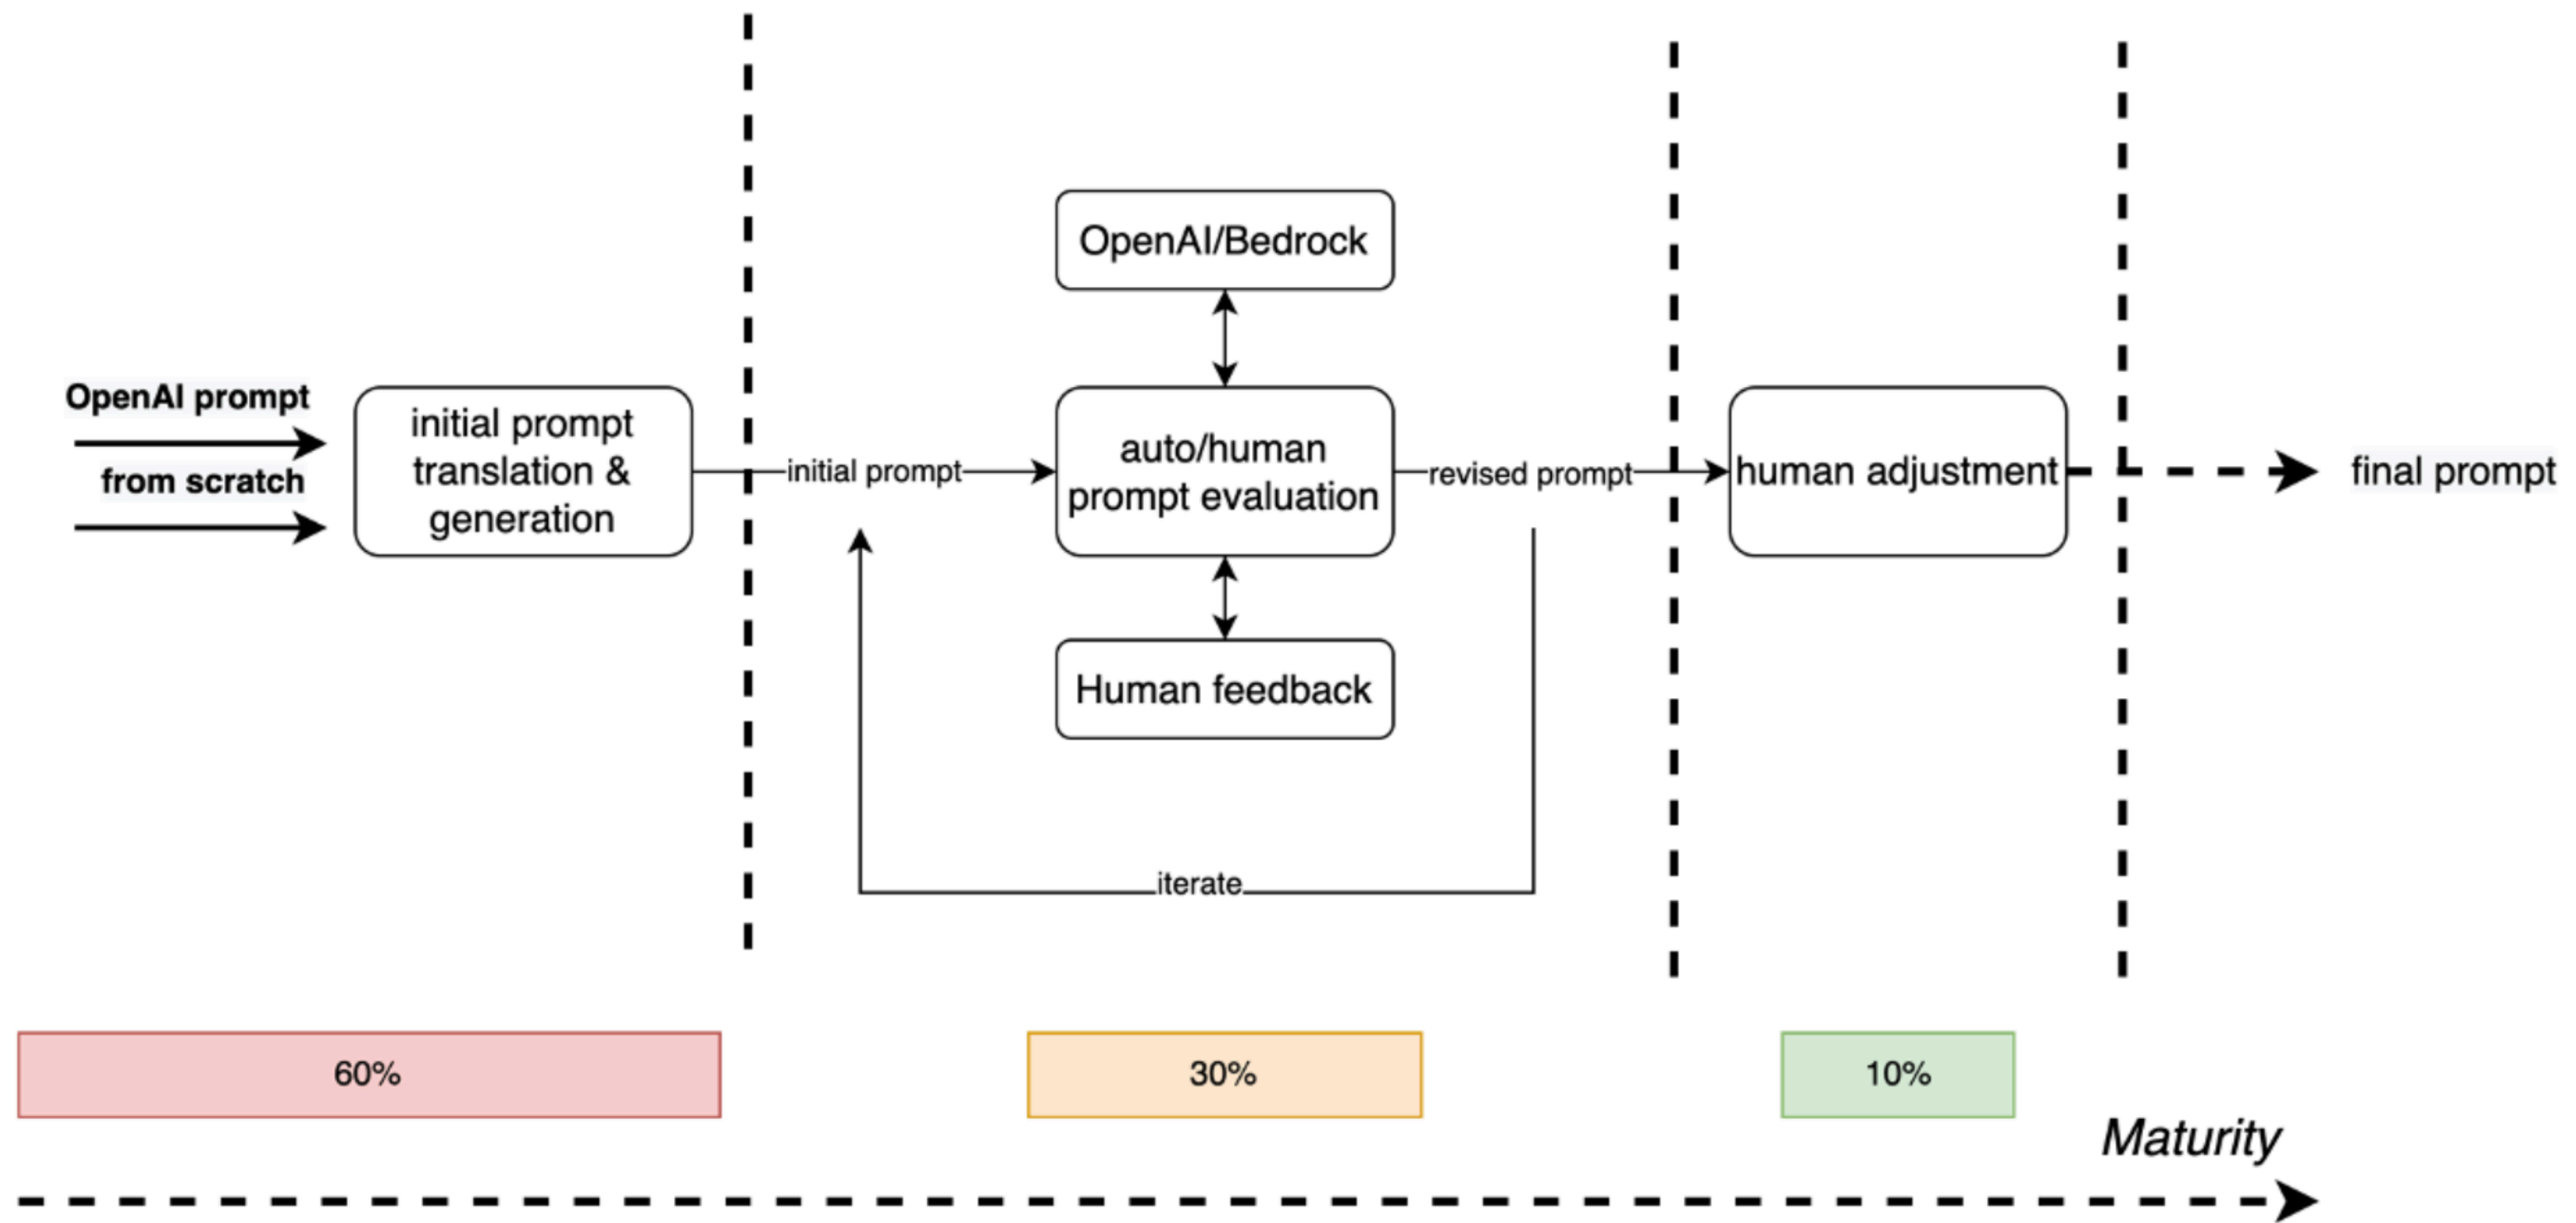 OpenAI prompt
from scratch
initial prompt
translation &
generation
initial prompt
OpenAI/Bedrock
auto/human
prompt evaluation
Human feedback
revised prompt
iterate
human adjustment
final prompt
60%
30%
10%
Maturity